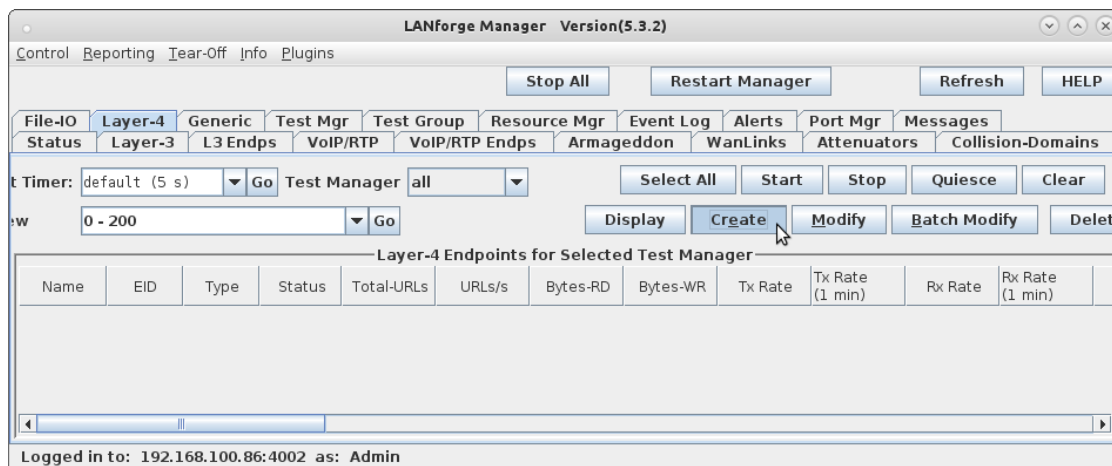 LANforge Manager Version(5.3.2)
Control Reporting Tear-Off Info Plugins
Stop All Restart Manager Refresh HELP
File-IO Layer-4 Generic Test Mgr Test Group Resource Mgr Event Log Alerts Port Mgr Messages
Status Layer-3 L3 Endps VoIP/RTP VoIP/RTP Endps Armageddon WanLinks Attenuators Collision-Domains
t Timer: default (5 s) Go Test Manager all Select All Start Stop Quiesce Clear
ew 0 - 200 Go Display Create Modify Batch Modify Delet
Layer-4 Endpoints for Selected Test Manager
Name EID Type Status Total-URLs URLs/s Bytes-RD Bytes-WR Tx Rate Tx Rate (1 min) Rx Rate Rx Rate (1 min)
Logged in to: 192.168.100.86:4002 as: Admin